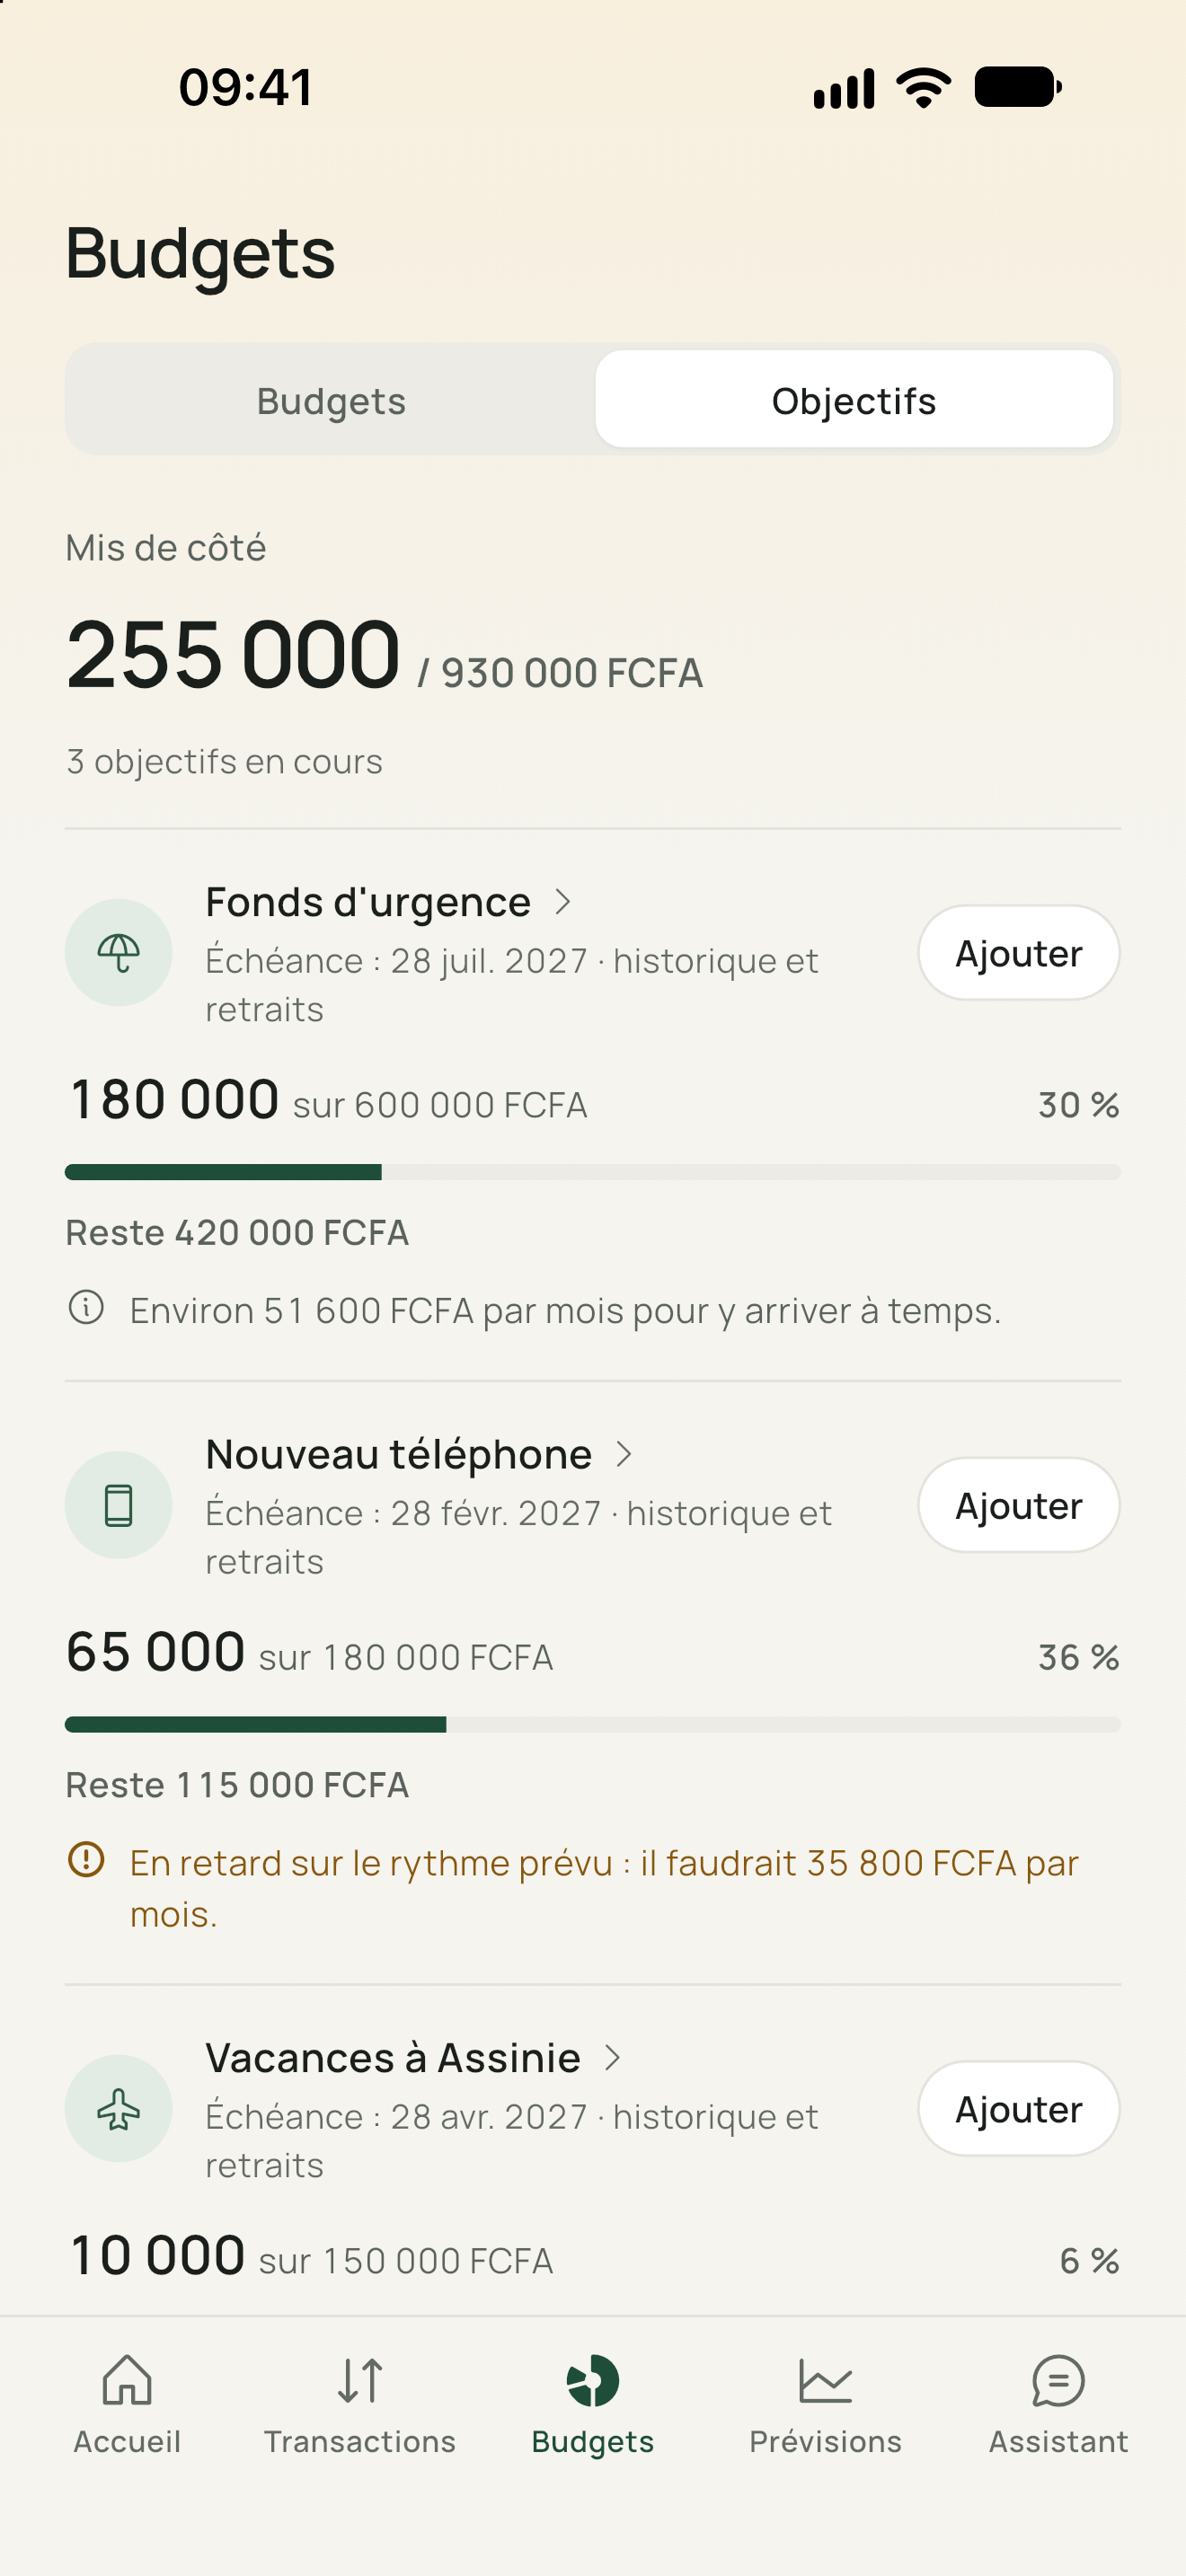 09:41
Budgets
Budgets
Objectifs
Mis de côté
255 000 / 930 000 FCFA
3 objectifs en cours
Fonds d'urgence
Échéance : 28 juil. 2027 · historique et
retraits
Ajouter
180 000 sur 600 000 FCFA
30 %
Reste 420 000 FCFA
Environ 51 600 FCFA par mois pour y arriver à temps.
Nouveau téléphone
Échéance : 28 févr. 2027 · historique et
retraits
Ajouter
65 000 sur 180 000 FCFA
36 %
Reste 115 000 FCFA
En retard sur le rythme prévu : il faudrait 35 800 FCFA par
mois.
Vacances à Assinie
Échéance : 28 avr. 2027 · historique et
retraits
Ajouter
10 000 sur 150 000 FCFA
6 %
Accueil
Transactions
Budgets
Prévisions
Assistant